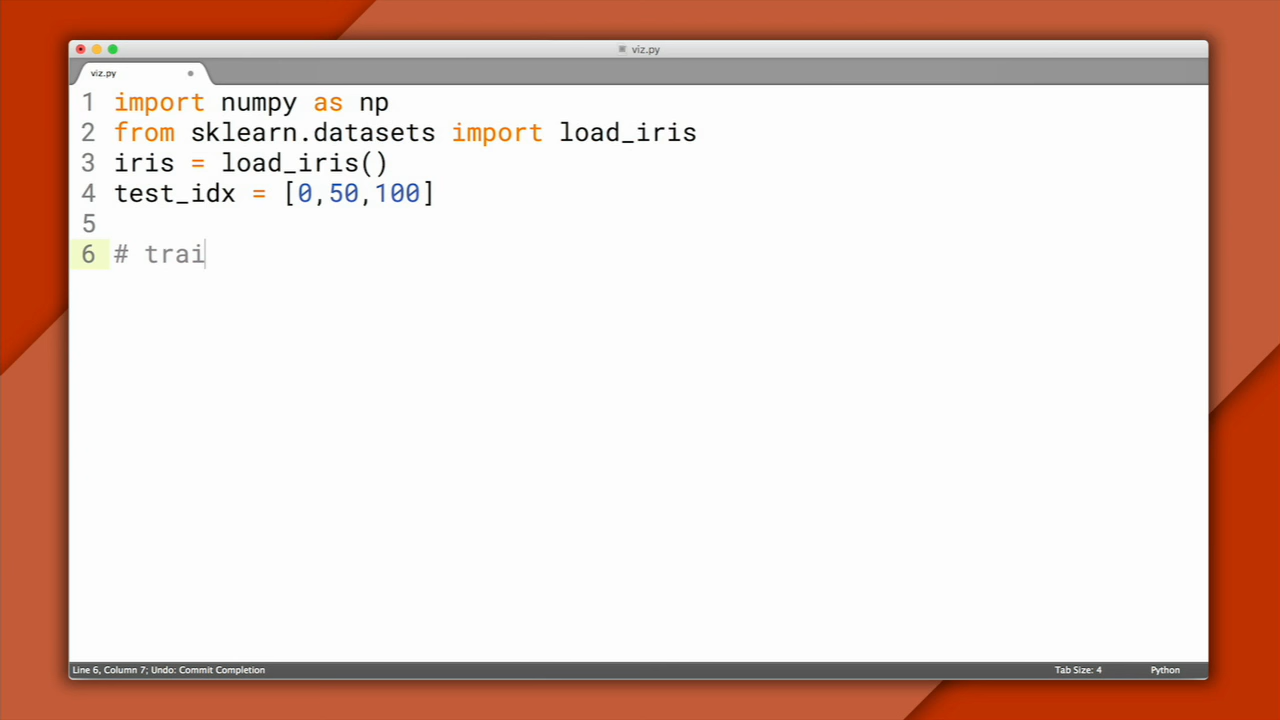 viz.py
viz.py
1 import numpy as np
2 from sklearn.datasets import load_iris
3 iris = load_iris()
4 test_idx = [0,50,100]
5
6 # trai
Line 6, Column 7; Undo: Commit Completion Tab Size: 4 Python